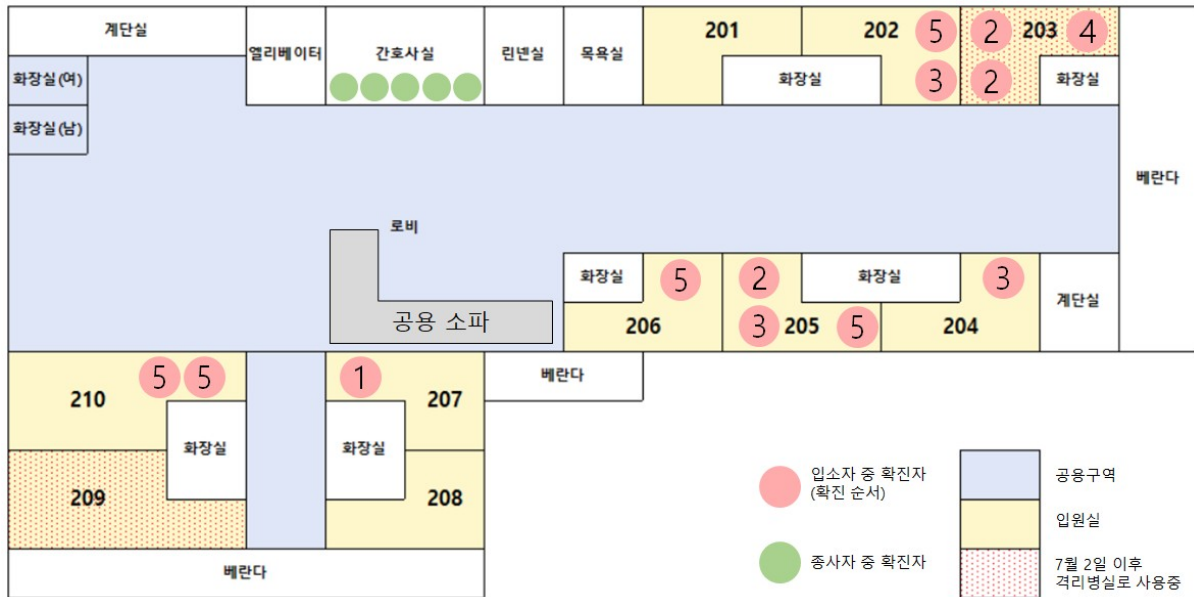 계단실
엘리베이터
간호사실
린넨실
목욕실
201
202
5
2
203
4
화장실(여)
화장실
3
2
화장실
화장실(남)
베란다
로비
화장실
5
2
화장실
3
계단실
공용 소파
206
3
205
5
204
210
5
5
1
207
베란다
화장실
화장실
209
208
베란다
입소자 중 확진자
(확진 순서)
종사자 중 확진자
공용구역
입원실
7월 2일 이후
격리병실로 사용중